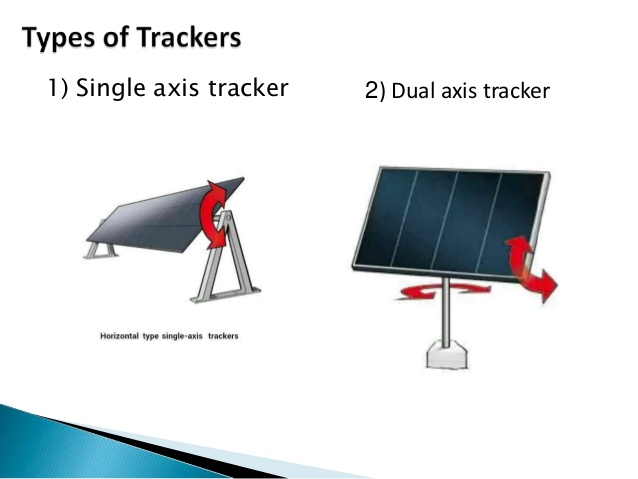 Types of Trackers
1) Single axis tracker
2) Dual axis tracker
Horizontal type single-axis trackers